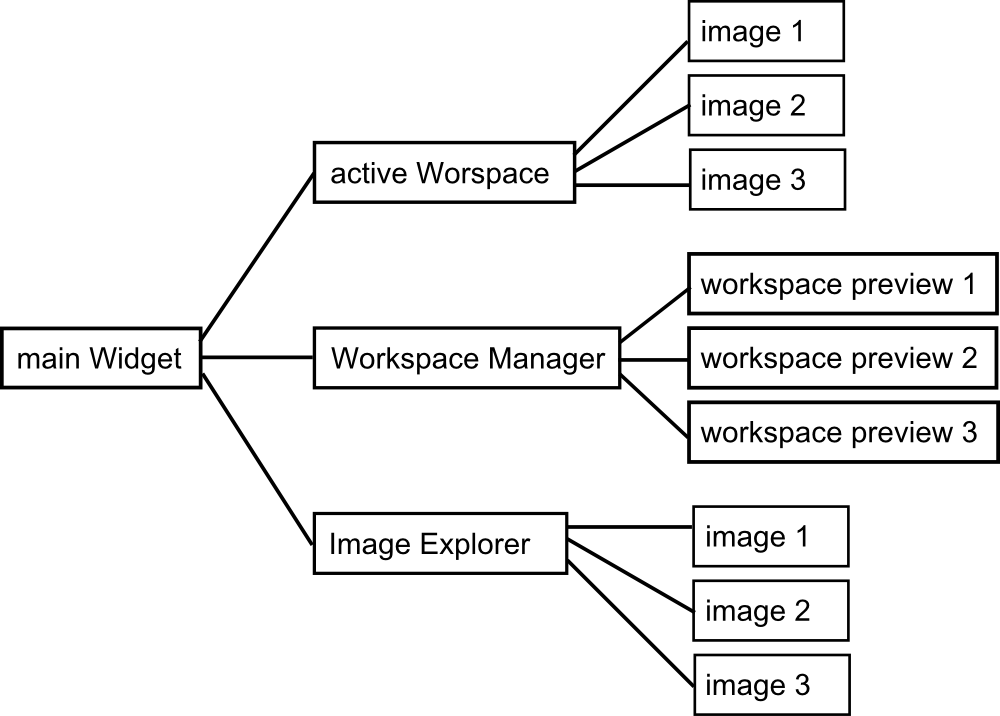 image 1
image 2
active Worspace
image 3
workspace preview 1
main Widget
Workspace Manager
workspace preview 2
workspace preview 3
image 1
Image Explorer
image 2
image 3